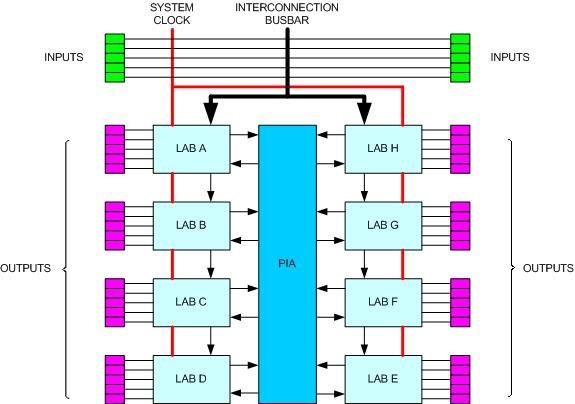 SYSTEM
CLOCK
INTERCONNECTION
BUSBAR
INPUTS
INPUTS
LAB A
LAB H
LAB B
LAB G
OUTPUTS
PIA
OUTPUTS
LAB C
LAB F
LAB D
LAB E